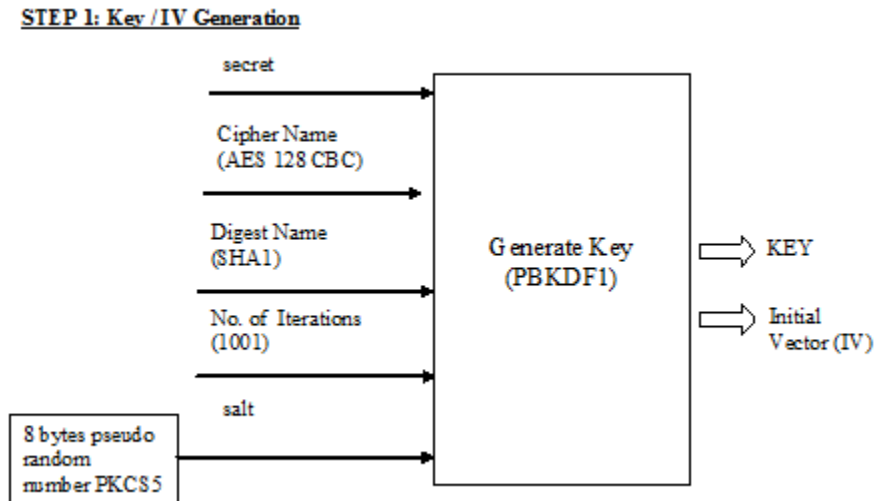 STEP 1: Key / IV Generation
secret
Cipher Name
(AES 128 CBC)
Digest Name
(SHA1)
No. of Iterations
(1001)
salt
8 bytes pseudo
random
number PKCS5
Generate Key
(PBKDF1)
KEY
Initial
Vector (IV)